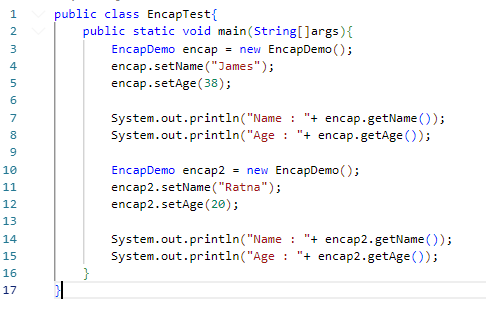 1 public class EncapTest{
2     public static void main(String[]args){
3         EncapDemo encap = new EncapDemo();
4         encap.setName("James");
5         encap.setAge(38);
6
7         System.out.println("Name : "+ encap.getName());
8         System.out.println("Age : "+ encap.getAge());
9
10         EncapDemo encap2 = new EncapDemo();
11         encap2.setName("Ratna");
12         encap2.setAge(20);
13
14         System.out.println("Name : "+ encap2.getName());
15         System.out.println("Age : "+ encap2.getAge());
16     }
17 }